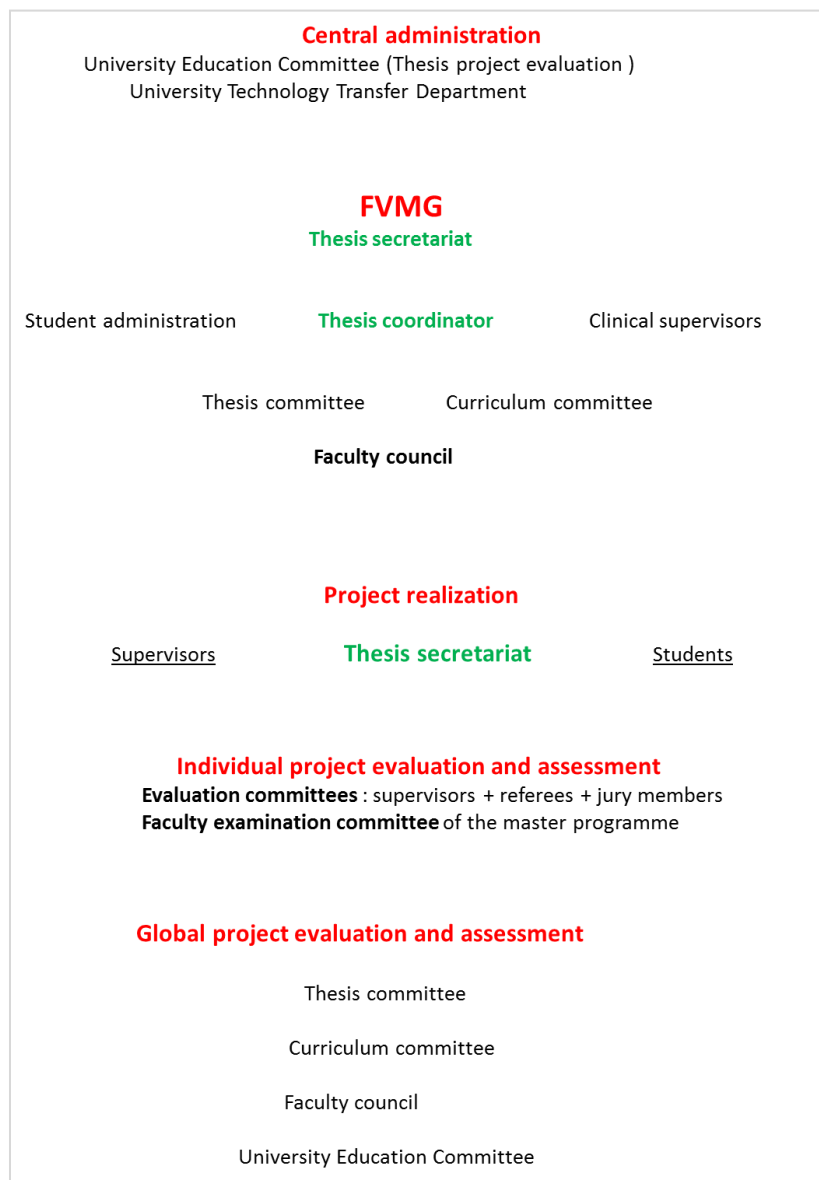 Central administration
University Education Committee (Thesis project evaluation )
University Technology Transfer Department
FVMG
Thesis secretariat
Student administration Thesis coordinator Clinical supervisors
Thesis committee Curriculum committee
Faculty council
Project realization
Supervisors Thesis secretariat Students
Individual project evaluation and assessment
Evaluation committees : supervisors + referees + jury members
Faculty examination committee of the master programme
Global project evaluation and assessment
Thesis committee
Curriculum committee
Faculty council
University Education Committee